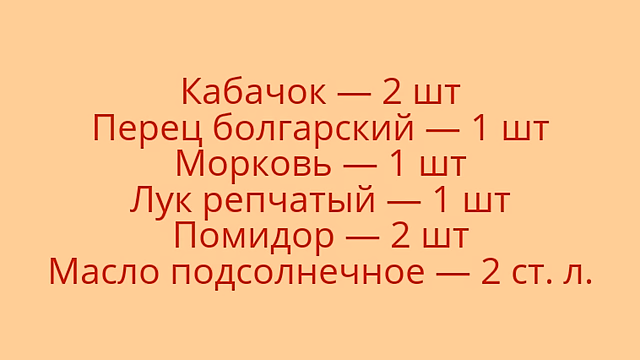 Кабачок — 2 шт
Перец болгарский — 1 шт
Морковь — 1 шт
Лук репчатый — 1 шт
Помидор — 2 шт
Масло подсолнечное — 2 ст. л.